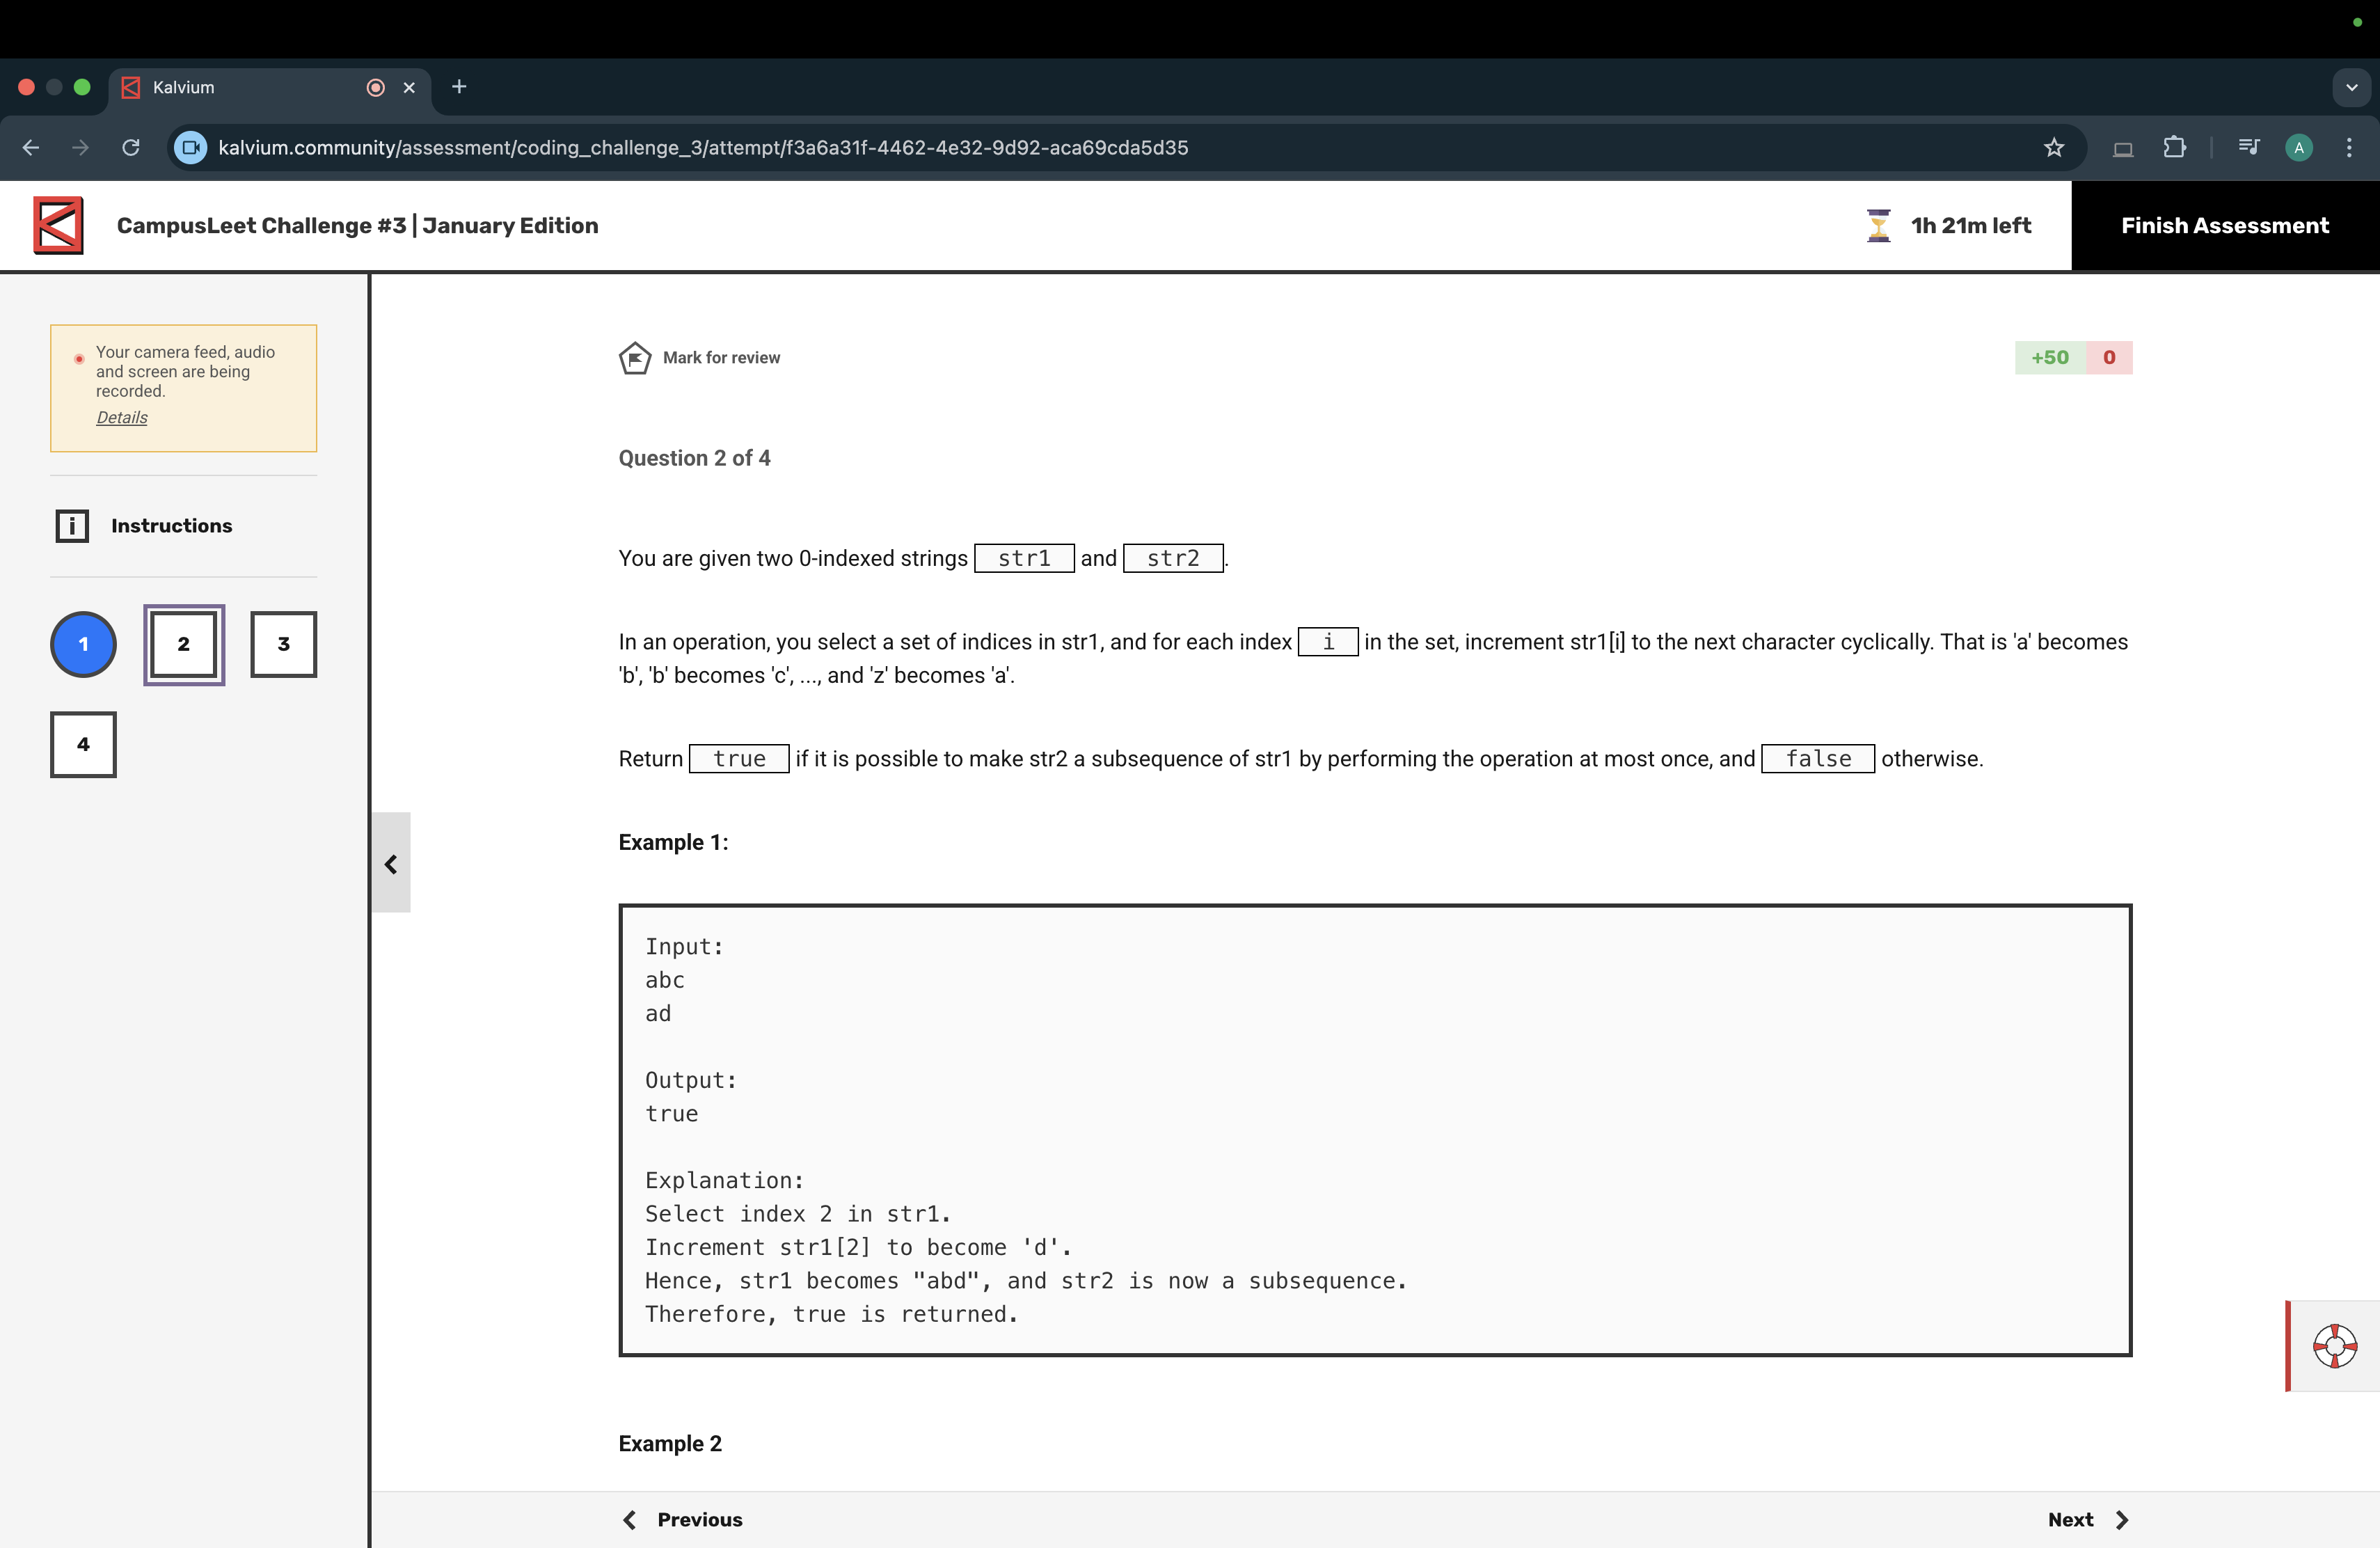 Kalvium
kalvium.community/assessment/coding_challenge_3/attempt/f3a6a31f-4462-4e32-9d92-aca69cda5d35
A
CampusLeet Challenge #3 | January Edition
1h 21m left
Finish Assessment
Your camera feed, audio
and screen are being
recorded.
Details
Instructions
1
2
3
4
Mark for review
+50 0
Question 2 of 4
You are given two 0-indexed strings str1 and str2.
In an operation, you select a set of indices in str1, and for each index i in the set, increment str1[i] to the next character cyclically. That is 'a' becomes
'b', 'b' becomes 'c', ..., and 'z' becomes 'a'.
Return true if it is possible to make str2 a subsequence of str1 by performing the operation at most once, and false otherwise.
Example 1:
Input:
abc
ad
Output:
true
Explanation:
Select index 2 in str1.
Increment str1[2] to become 'd'.
Hence, str1 becomes "abd", and str2 is now a subsequence.
Therefore, true is returned.
Example 2
Previous
Next